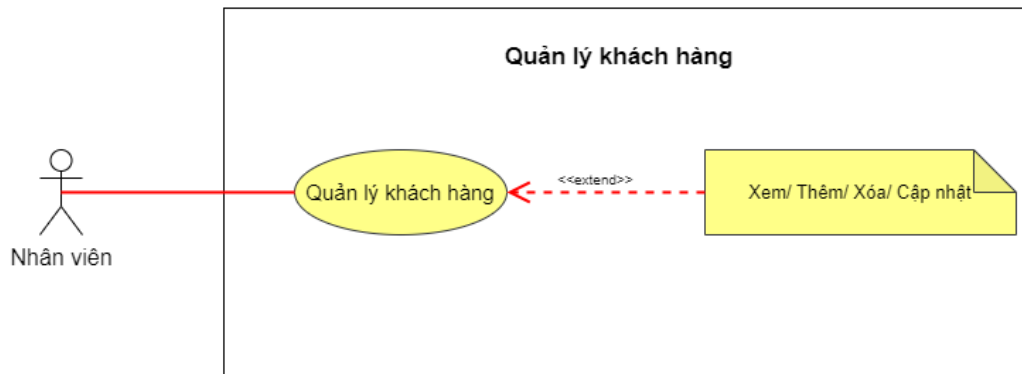 Quản lý khách hàng
Quản lý khách hàng
<<extend>>
Xem/ Thêm/ Xóa/ Cập nhật
Nhân viên